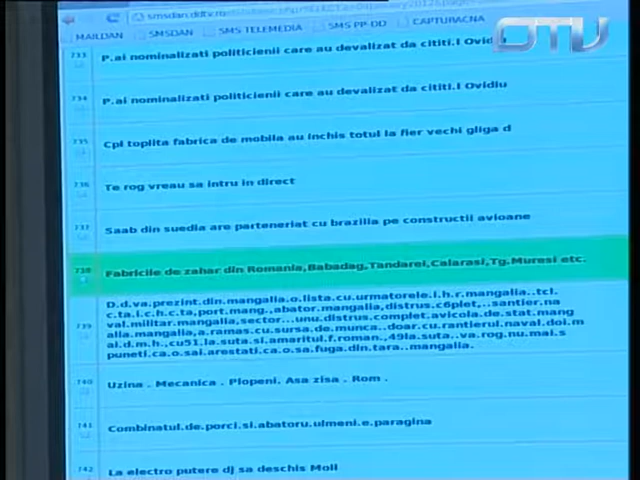 smsdan.ddtv.ro
MAILDAN SMSDAN SMS TELEMEDIA SMS PP-DD CAPTURACNA
OTV
733 P.ai nominalizati politicienii care au devalizat da cititi.! Ovidiu
734 P.ai nominalizati politicienii care au devalizat da cititi.! Ovidiu
735 Cpl toplita fabrica de mobila au inchis totul la fier vechi gliga d
736 Te rog vreau sa intru in direct
737 Saab din suedia are parteneriat cu brazilia pe constructii avioane
738 Fabricile de zahar din Romania,Babadag,Tandarei,Calarasi,Tg.Muresi etc.
D.d.va.prezint.din.mangalia.o.lista.cu.urmatorele.i.h.r.mangalia..tcl.
c.ta.i.c.h.c.ta,port.mang.,abator.mangalia,distrus.c6plet,..santier.na
739 val.militar.mangalia,sector...unu.distrus.complet,avicola.de.stat.mang
alia.mangalia,a.ramas.cu.sursa.de.munca..doar.cu.rantierul.naval.doi.m
ai.d.m.h.,cu51.la.suta.si.amaritul.f.roman.,49la.suta..va.rog.nu.mai.s
puneti.ca.o.sai.arestati.ca.o.sa.fuga.din.tara..mangalia.
740 Uzina . Mecanica . Plopeni. Asa zisa . Rom .
741 Combinatul.de.porci.si.abatoru.ulmeni.e.paragina
742 La electro putere dj sa deschis Moll